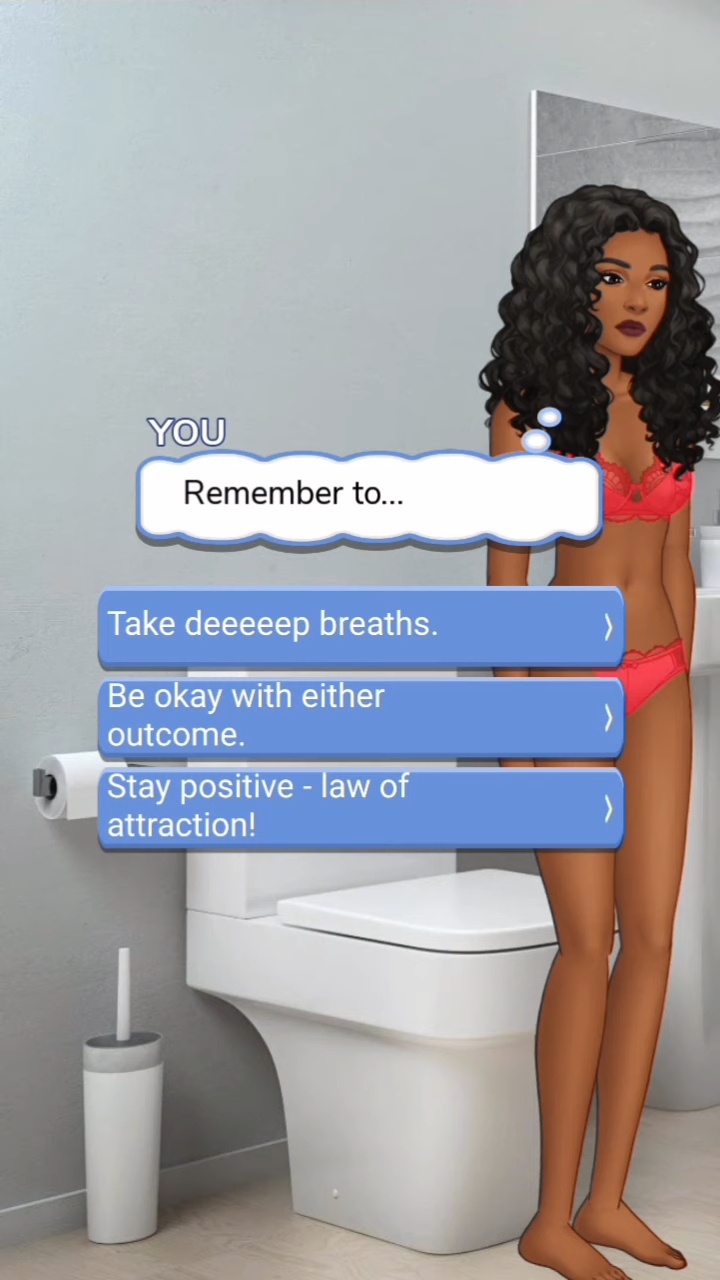 YOU
Remember to...
Take deeeeep breaths.
Be okay with either
outcome.
Stay positive - law of
attraction!